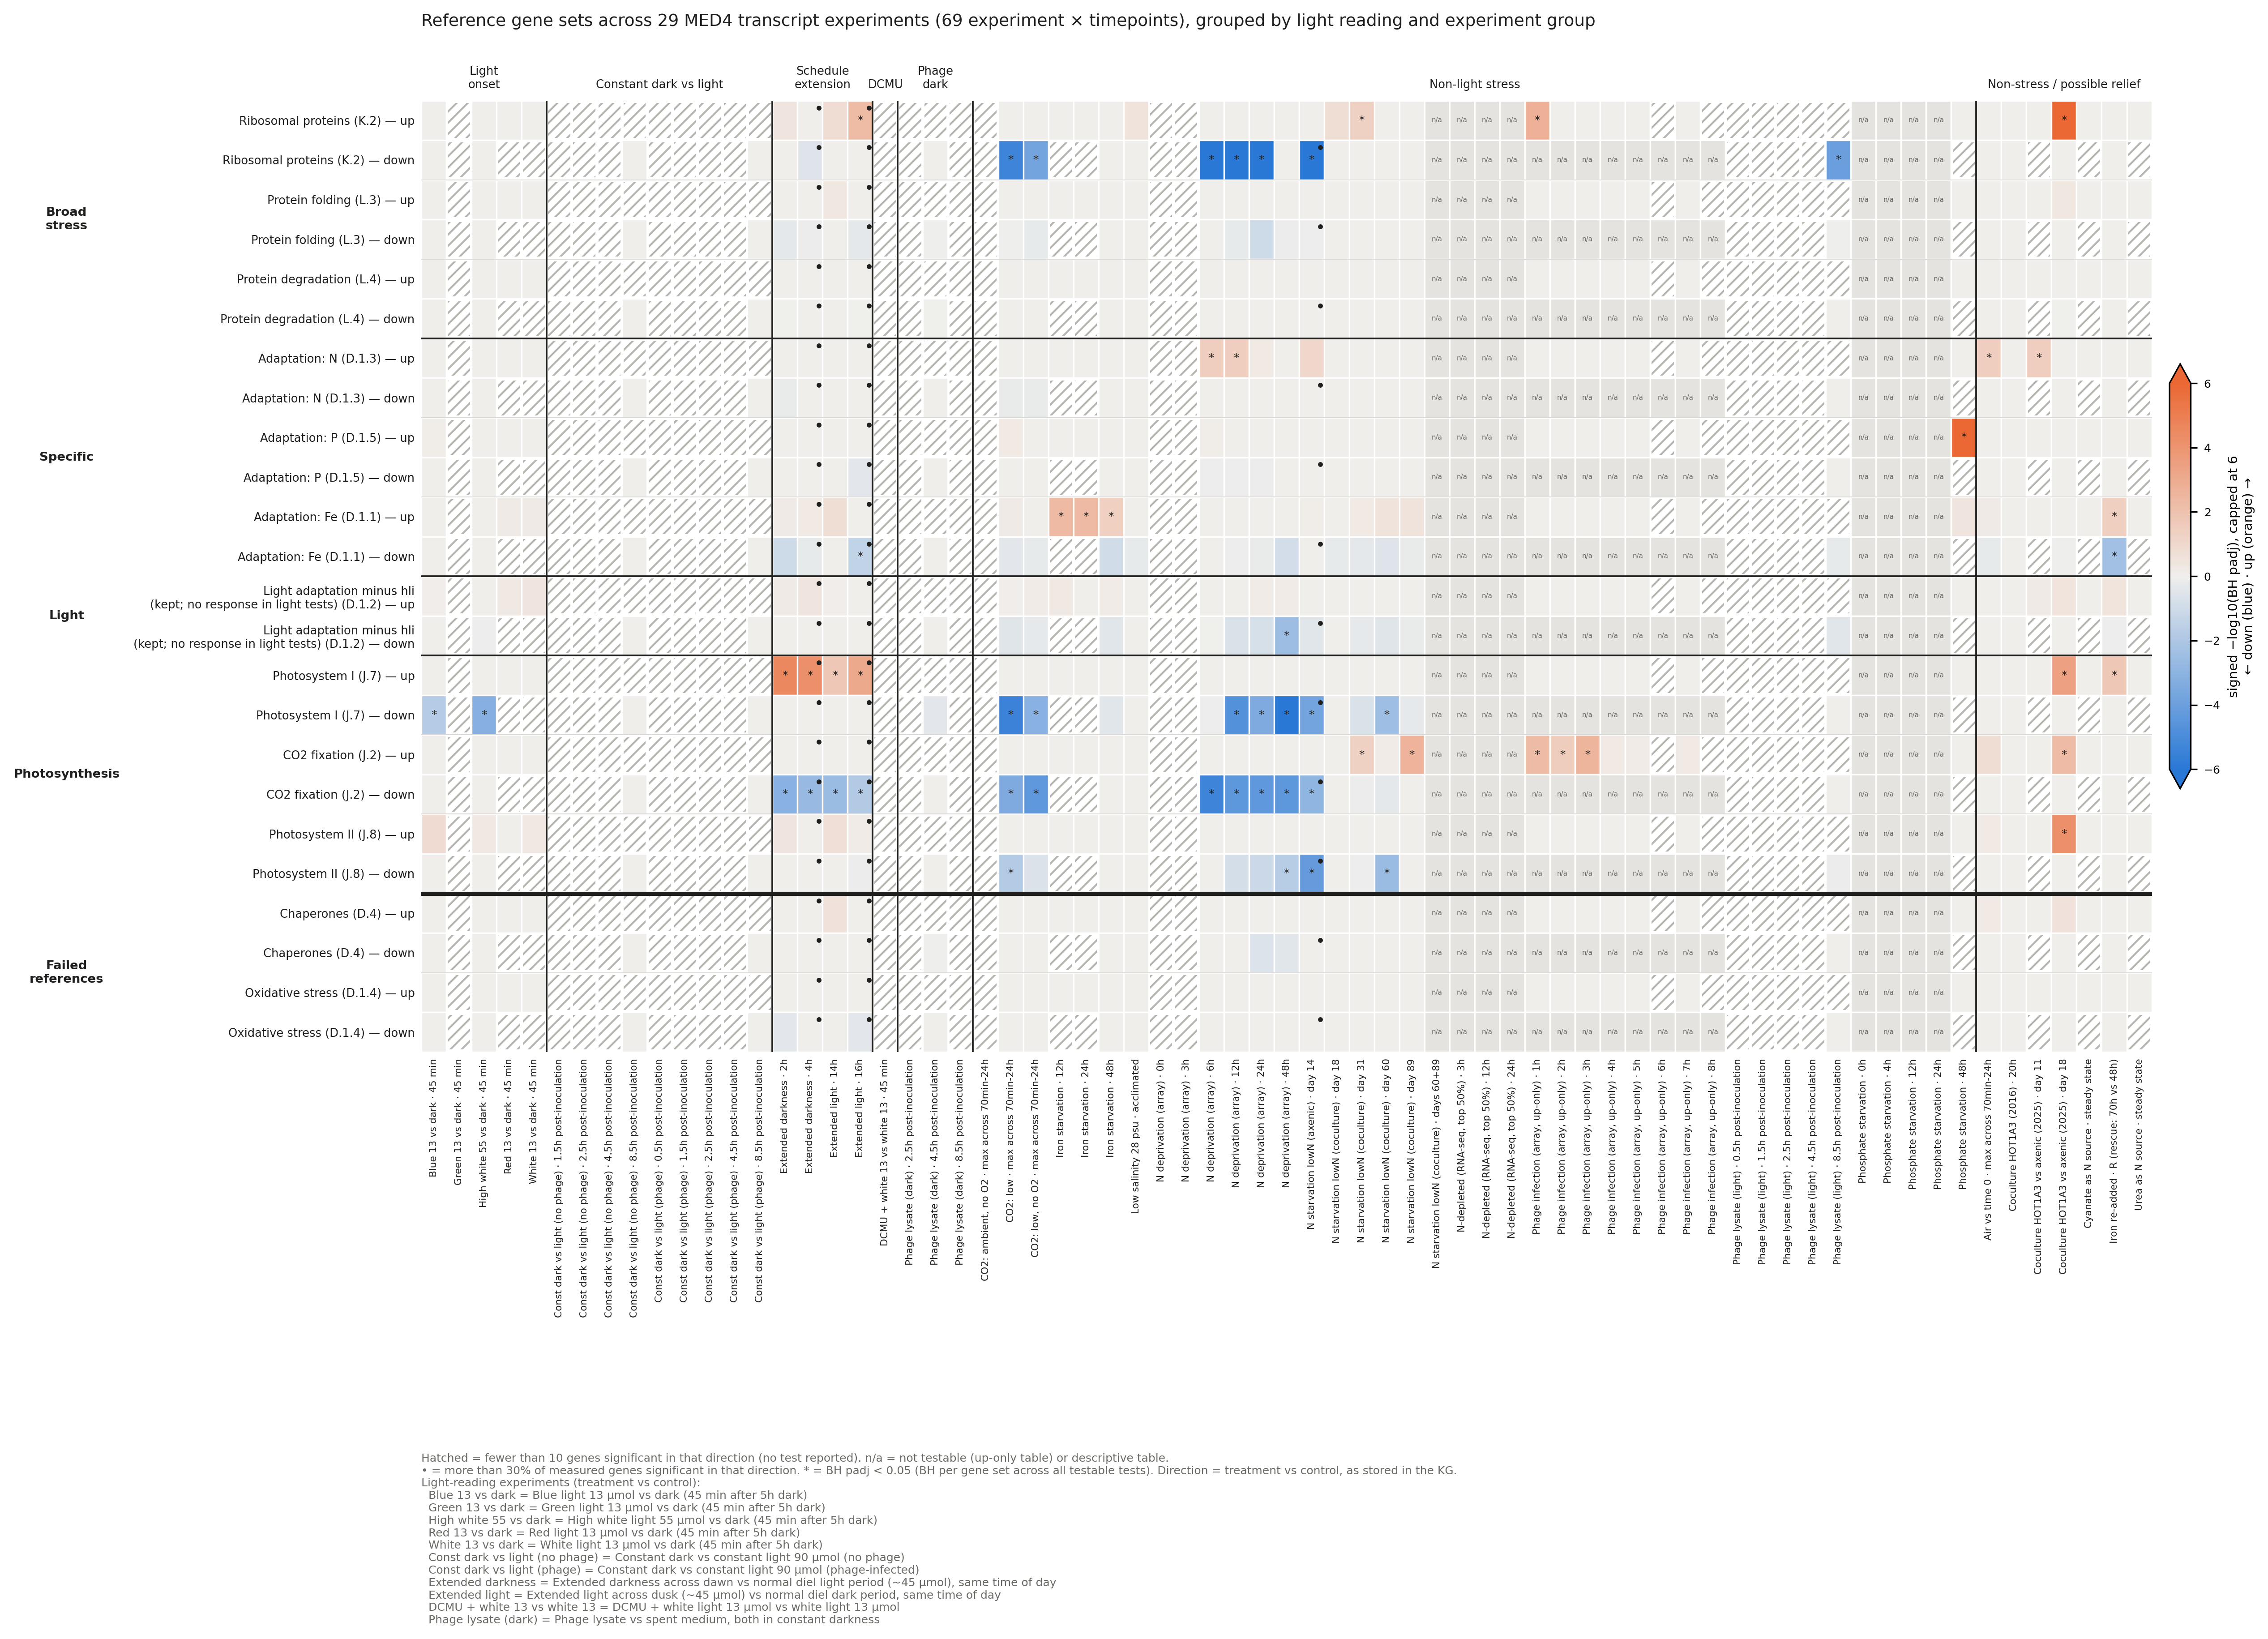 Reference gene sets across 29 MED4 transcript experiments (69 experiment × timepoints), grouped by light reading and experiment group
Light
onset
Constant dark vs light
Schedule
extension
DCMU
Phage
dark
Non-light stress
Non-stress / possible relief
Broad
stress
Ribosomal proteins (K.2) — up
Ribosomal proteins (K.2) — down
Protein folding (L.3) — up
Protein folding (L.3) — down
Protein degradation (L.4) — up
Protein degradation (L.4) — down
Specific
Adaptation: N (D.1.3) — up
Adaptation: N (D.1.3) — down
Adaptation: P (D.1.5) — up
Adaptation: P (D.1.5) — down
Adaptation: Fe (D.1.1) — up
Adaptation: Fe (D.1.1) — down
Light
Light adaptation minus hli
(kept; no response in light tests) (D.1.2) — up
Light adaptation minus hli
(kept; no response in light tests) (D.1.2) — down
Photosynthesis
Photosystem I (J.7) — up
Photosystem I (J.7) — down
CO2 fixation (J.2) — up
CO2 fixation (J.2) — down
Photosystem II (J.8) — up
Photosystem II (J.8) — down
Failed
references
Chaperones (D.4) — up
Chaperones (D.4) — down
Oxidative stress (D.1.4) — up
Oxidative stress (D.1.4) — down
Blue 13 vs dark · 45 min
Green 13 vs dark · 45 min
High white 55 vs dark · 45 min
Red 13 vs dark · 45 min
White 13 vs dark · 45 min
Const dark vs light (no phage) · 1.5h post-inoculation
Const dark vs light (no phage) · 2.5h post-inoculation
Const dark vs light (no phage) · 4.5h post-inoculation
Const dark vs light (no phage) · 8.5h post-inoculation
Const dark vs light (phage) · 0.5h post-inoculation
Const dark vs light (phage) · 1.5h post-inoculation
Const dark vs light (phage) · 2.5h post-inoculation
Const dark vs light (phage) · 4.5h post-inoculation
Const dark vs light (phage) · 8.5h post-inoculation
Extended darkness · 2h
Extended darkness · 4h
Extended light · 14h
Extended light · 16h
DCMU + white 13 vs white 13 · 45 min
Phage lysate (dark) · 2.5h post-inoculation
Phage lysate (dark) · 4.5h post-inoculation
Phage lysate (dark) · 8.5h post-inoculation
CO2: ambient, no O2 · max across 70min-24h
CO2: low · max across 70min-24h
CO2: low, no O2 · max across 70min-24h
Iron starvation · 12h
Iron starvation · 24h
Iron starvation · 48h
Low salinity 28 psu · acclimated
N deprivation (array) · 0h
N deprivation (array) · 3h
N deprivation (array) · 6h
N deprivation (array) · 12h
N deprivation (array) · 24h
N deprivation (array) · 48h
N starvation lowN (axenic) · day 14
N starvation lowN (coculture) · day 18
N starvation lowN (coculture) · day 31
N starvation lowN (coculture) · day 60
N starvation lowN (coculture) · day 89
N starvation lowN (coculture) · days 60+89
N-depleted (RNA-seq, top 50%) · 3h
N-depleted (RNA-seq, top 50%) · 12h
N-depleted (RNA-seq, top 50%) · 24h
Phage infection (array, up-only) · 1h
Phage infection (array, up-only) · 2h
Phage infection (array, up-only) · 3h
Phage infection (array, up-only) · 4h
Phage infection (array, up-only) · 5h
Phage infection (array, up-only) · 6h
Phage infection (array, up-only) · 7h
Phage infection (array, up-only) · 8h
Phage lysate (light) · 0.5h post-inoculation
Phage lysate (light) · 1.5h post-inoculation
Phage lysate (light) · 2.5h post-inoculation
Phage lysate (light) · 4.5h post-inoculation
Phage lysate (light) · 8.5h post-inoculation
Phosphate starvation · 0h
Phosphate starvation · 4h
Phosphate starvation · 12h
Phosphate starvation · 24h
Phosphate starvation · 48h
Air vs time 0 · max across 70min-24h
Coculture HOT1A3 (2016) · 20h
Coculture HOT1A3 vs axenic (2025) · day 11
Coculture HOT1A3 vs axenic (2025) · day 18
Cyanate as N source · steady state
Iron re-added · R (rescue: 70h vs 48h)
Urea as N source · steady state
6
4
2
0
−2
−4
−6
signed −log10(BH padj), capped at 6
← down (blue) · up (orange) →
Hatched = fewer than 10 genes significant in that direction (no test reported). n/a = not testable (up-only table) or descriptive table.
• = more than 30% of measured genes significant in that direction. * = BH padj < 0.05 (BH per gene set across all testable tests). Direction = treatment vs control, as stored in the KG.
Light-reading experiments (treatment vs control):
Blue 13 vs dark = Blue light 13 μmol vs dark (45 min after 5h dark)
Green 13 vs dark = Green light 13 μmol vs dark (45 min after 5h dark)
High white 55 vs dark = High white light 55 μmol vs dark (45 min after 5h dark)
Red 13 vs dark = Red light 13 μmol vs dark (45 min after 5h dark)
White 13 vs dark = White light 13 μmol vs dark (45 min after 5h dark)
Const dark vs light (no phage) = Constant dark vs constant light 90 μmol (no phage)
Const dark vs light (phage) = Constant dark vs constant light 90 μmol (phage-infected)
Extended darkness = Extended darkness across dawn vs normal diel light period (~45 μmol), same time of day
Extended light = Extended light across dusk (~45 μmol) vs normal diel dark period, same time of day
DCMU + white 13 vs white 13 = DCMU + white light 13 μmol vs white light 13 μmol
Phage lysate (dark) = Phage lysate vs spent medium, both in constant darkness